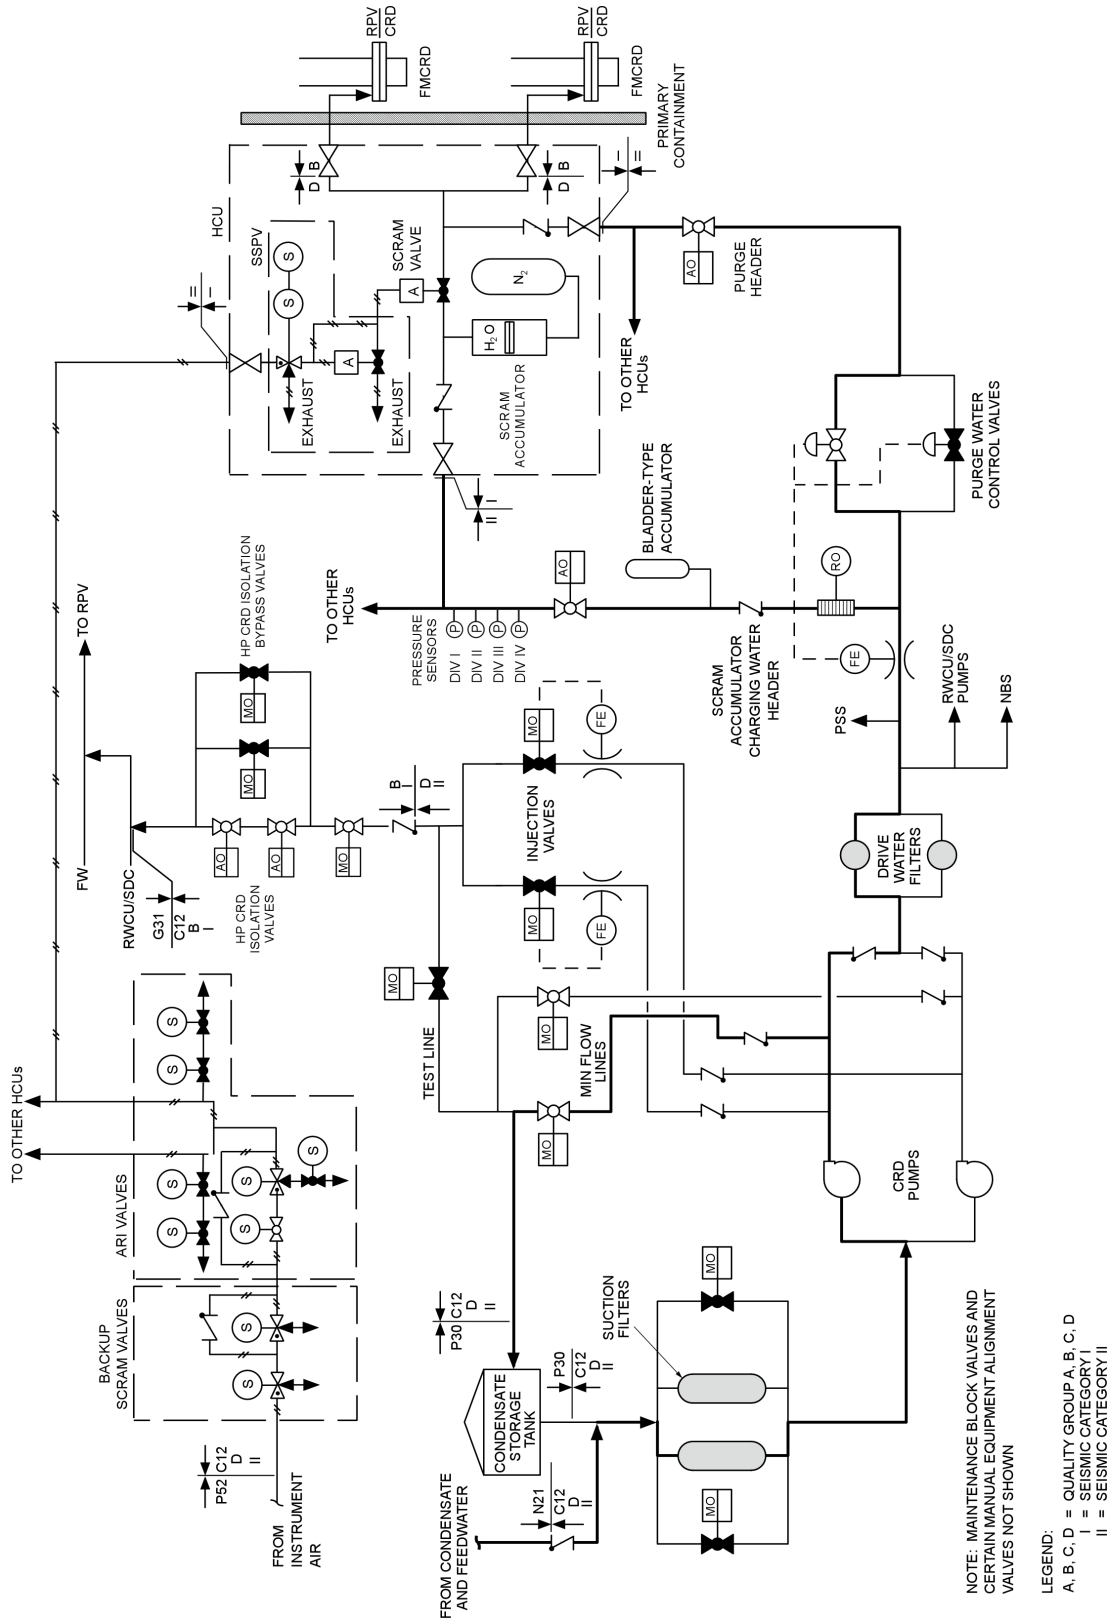 TO OTHER HCUs
BACKUP
SCRAM VALVES
ARI VALVES
S
S
S
S
S
S
S
S
S
P52
C12
D
II
FROM
INSTRUMENT
AIR
FW
TO RPV
RWCU/SDC
G31
C12
B
I
HP CRD
ISOLATION
VALVES
HP CRD ISOLATION
BYPASS VALVES
AO
AO
MO
MO
MO
B
I
D
II
II
I
HCU
SSPV
S
S
EXHAUST
EXHAUST
A
A
SCRAM
VALVE
H2O
N2
SCRAM
ACCUMULATOR
D
B
D
B
RPV
CRD
FMCRD
RPV
CRD
FMCRD
PRIMARY
CONTAINMENT
I
II
II
I
TO OTHER
HCUs
AO
PURGE
HEADER
TO OTHER
HCUs
PRESSURE
SENSORS
DIV I
DIV II
DIV III
DIV IV
P
P
P
P
AO
BLADDER-TYPE
ACCUMULATOR
SCRAM
ACCUMULATOR
CHARGING WATER
HEADER
RO
FE
PURGE WATER
CONTROL VALVES
PSS
RWCU/SDC
PUMPS
NBS
DRIVE
WATER
FILTERS
INJECTION
VALVES
MO
MO
FE
FE
MO
TEST LINE
MO
MO
MIN FLOW
LINES
CRD
PUMPS
P30
C12
D
II
CONDENSATE
STORAGE
TANK
P30
C12
D
II
SUCTION
FILTERS
MO
MO
N21
C12
D
II
FROM CONDENSATE
AND FEEDWATER
NOTE: MAINTENANCE BLOCK VALVES AND
CERTAIN MANUAL EQUIPMENT ALIGNMENT
VALVES NOT SHOWN
LEGEND:
A, B, C, D = QUALITY GROUP A, B, C, D
I = SEISMIC CATEGORY I
II = SEISMIC CATEGORY II